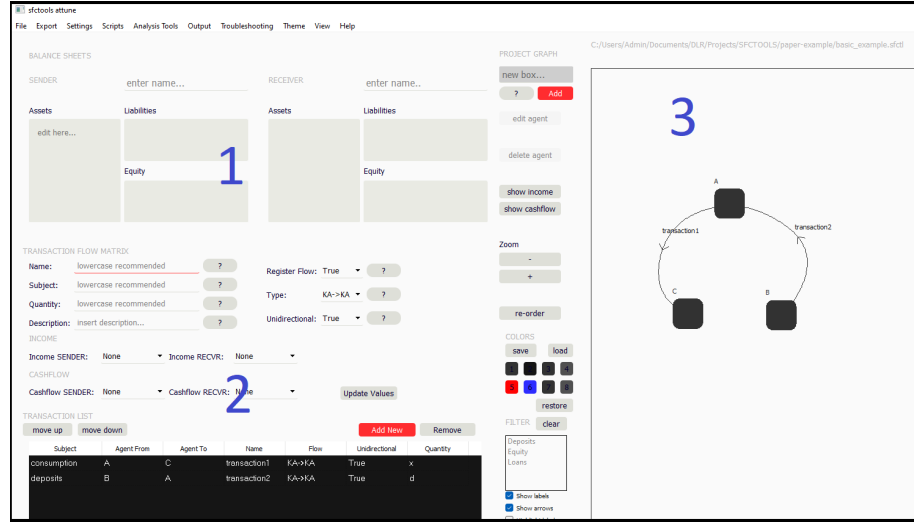 sfctools attune
File Export Settings Scripts Analysis Tools Output Troubleshooting Theme View Help
C:/Users/Admin/Documents/DLR/Projects/SFCTOOLS/paper-example/basic_example.sfctl
BALANCE SHEETS
SENDER enter name... RECEIVER enter name..
Assets Liabilities Assets Liabilities
edit here...
1
Equity Equity
TRANSACTION FLOW MATRIX
Name: lowercase recommended ?
Subject: lowercase recommended ?
Quantity: lowercase recommended ?
Description: insert description... ?
Register Flow: True ?
Type: KA->KA ?
Unidirectional: True ?
INCOME
Income SENDER: None Income RECVR: None
CASHFLOW
Cashflow SENDER: None Cashflow RECVR: None
2
Update Values
TRANSACTION LIST
move up move down Add New Remove
Subject Agent From Agent To Name Flow Unidirectional Quantity
consumption A C transaction1 KA->KA True x
deposits B A transaction2 KA->KA True d
PROJECT GRAPH
new box...
? Add
edit agent
delete agent
show income
show cashflow
Zoom
-
+
re-order
COLORS
save load
1 2 3 4
5 6 7 8
restore
FILTER clear
Deposits
Equity
Loans
Show labels
Show arrows
3
A
transaction1 transaction2
C B